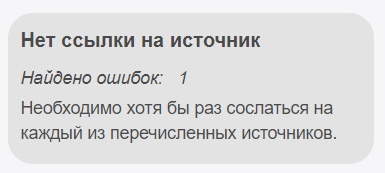 Нет ссылки на источник
Найдено ошибок: 1
Необходимо хотя бы раз сослаться на
каждый из перечисленных источников.